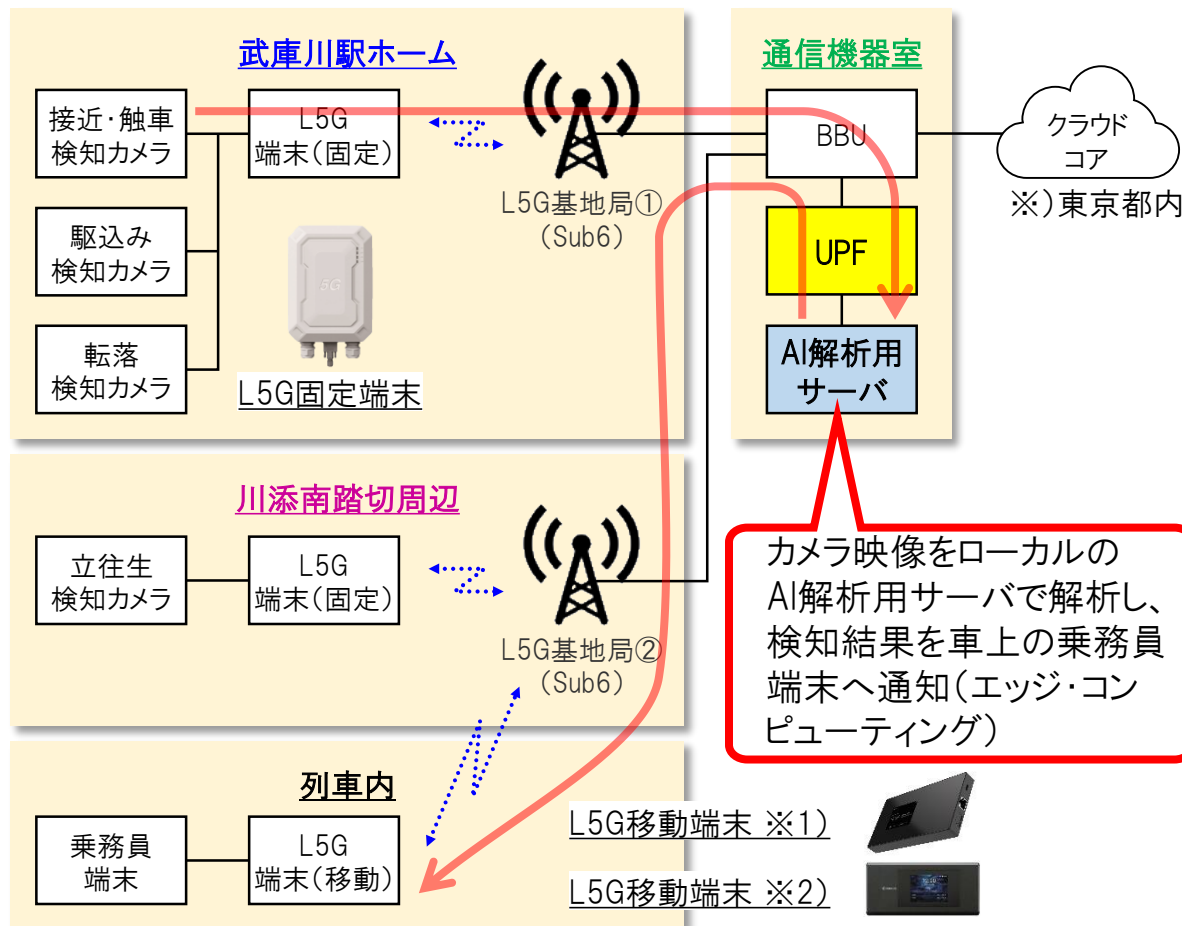 武庫川駅ホーム
接近・触車
検知カメラ
L5G
端末(固定)
駆込み
検知カメラ
転落
検知カメラ
5G
L5G固定端末
L5G基地局①
(Sub6)
通信機器室
BBU
UPF
AI解析用
サーバ
クラウド
コア
※)東京都内
川添南踏切周辺
立往生
検知カメラ
L5G
端末(固定)
L5G基地局②
(Sub6)
カメラ映像をローカルの
AI解析用サーバで解析し、
検知結果を車上の乗務員
端末へ通知(エッジ・コン
ピューティング)
列車内
乗務員
端末
L5G
端末(移動)
L5G移動端末 ※1)
L5G移動端末 ※2)